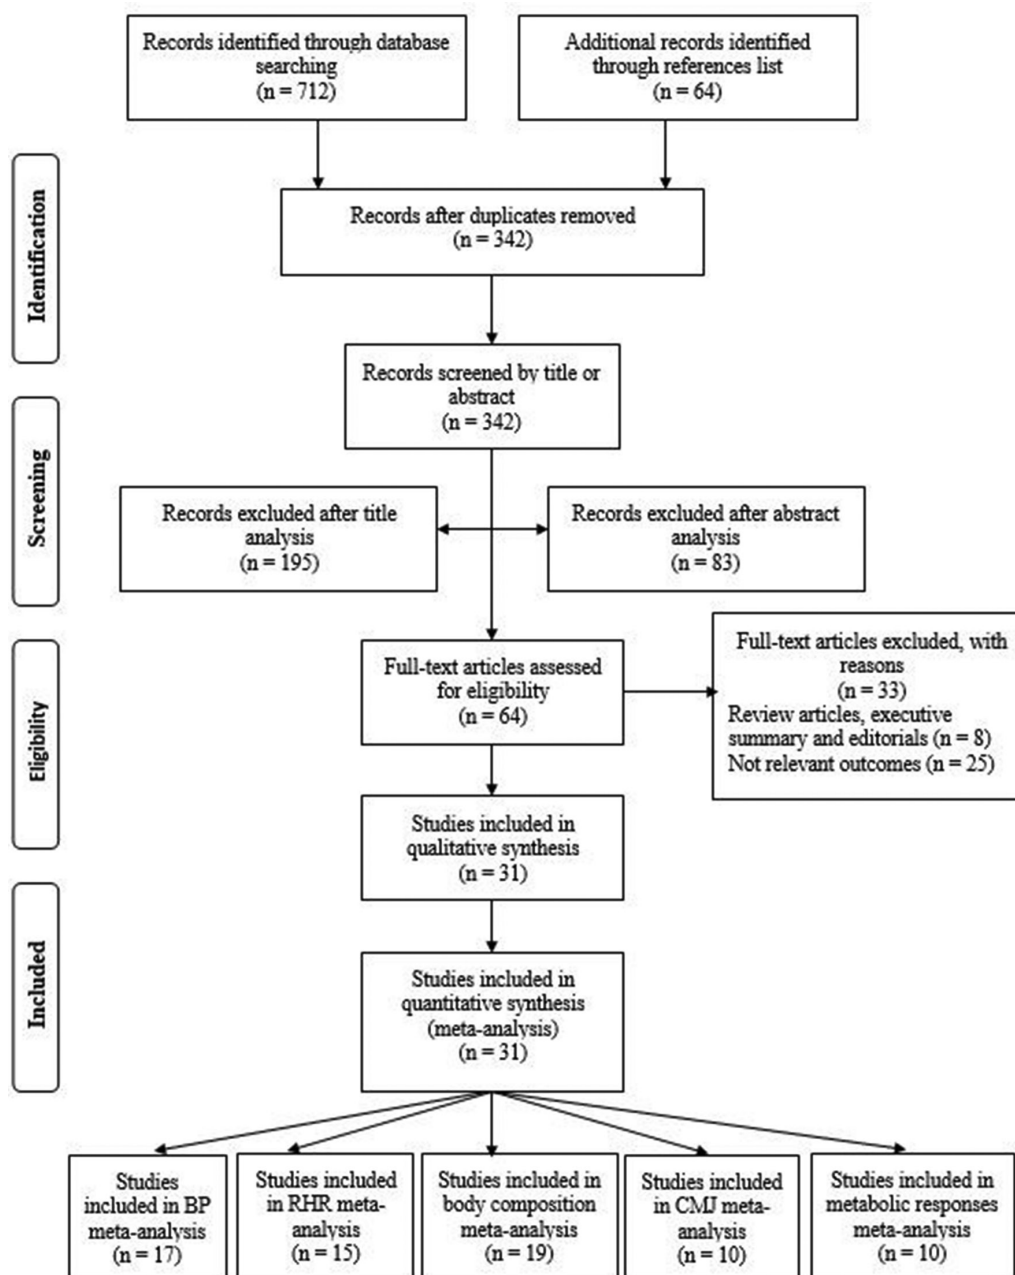 Records identified through database
searching
(n = 712)
Additional records identified
through references list
(n = 64)
Identification
Records after duplicates removed
(n = 342)
Records screened by title or
abstract
(n = 342)
Screening
Records excluded after title
analysis
(n = 195)
Records excluded after abstract
analysis
(n = 83)
Eligibility
Full-text articles assessed
for eligibility
(n = 64)
Full-text articles excluded, with
reasons
(n = 33)
Review articles, executive
summary and editorials (n = 8)
Not relevant outcomes (n = 25)
Studies included in
qualitative synthesis
(n = 31)
Included
Studies included in
quantitative synthesis
(meta-analysis)
(n = 31)
Studies
included in BP
meta-analysis
(n = 17)
Studies included
in RHR meta-
analysis
(n = 15)
Studies included in
body composition
meta-analysis
(n = 19)
Studies included
in CMJ meta-
analysis
(n = 10)
Studies included in
metabolic responses
meta-analysis
(n = 10)